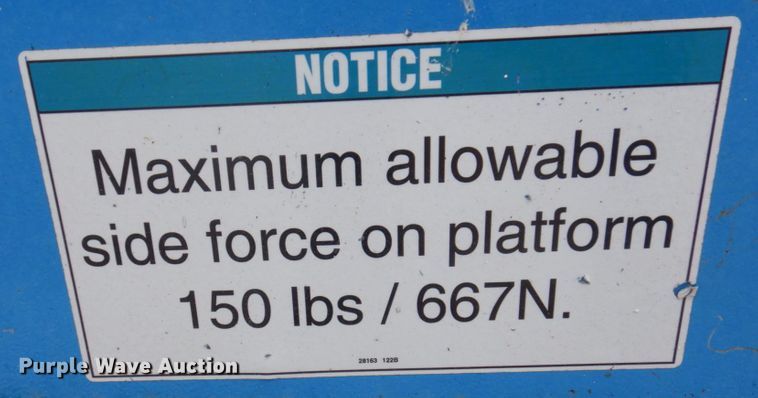 NOTICE
Maximum allowable
side force on platform
150 lbs / 667N.
28163 122B
Purple Wave Auction